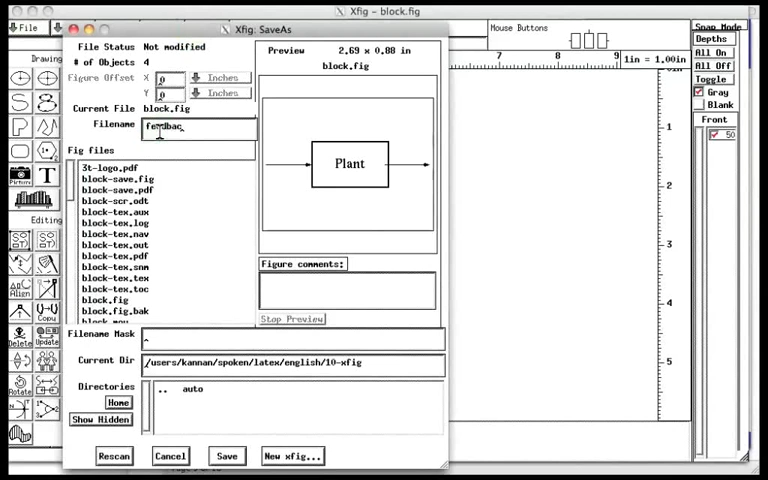 Xfig - block.fig
File
Xfig: SaveAs
Mouse Buttons
Snap Mode
File Status Not modified
# of Objects 4
Figure Offset X 0 Inches
Y 0 Inches
Current File block.fig
Filename feedbac
Preview 2.69 x 0.88 in
block.fig
Plant
Fig files
3t-logo.pdf
block-save.fig
block-save.pdf
block-scr.odt
block-tex.aux
block-tex.log
block-tex.nav
block-tex.out
block-tex.pdf
block-tex.snm
block-tex.tex
block-tex.toc
block.fig
block.fig.bak
block.mov
Figure comments:
Stop Preview
Filename Mask
Current Dir /users/kannan/spoken/latex/english/10-xfig
Directories
.. auto
Home
Show Hidden
Rescan Cancel Save New xfig...
Drawing
Picture
T
Editing
Align
Copy
Delete Update
Rotate
7 8 9 1in = 1.00in
1
2
3
4
5
Depths
All On
All Off
Toggle
Gray
Blank
Front
50